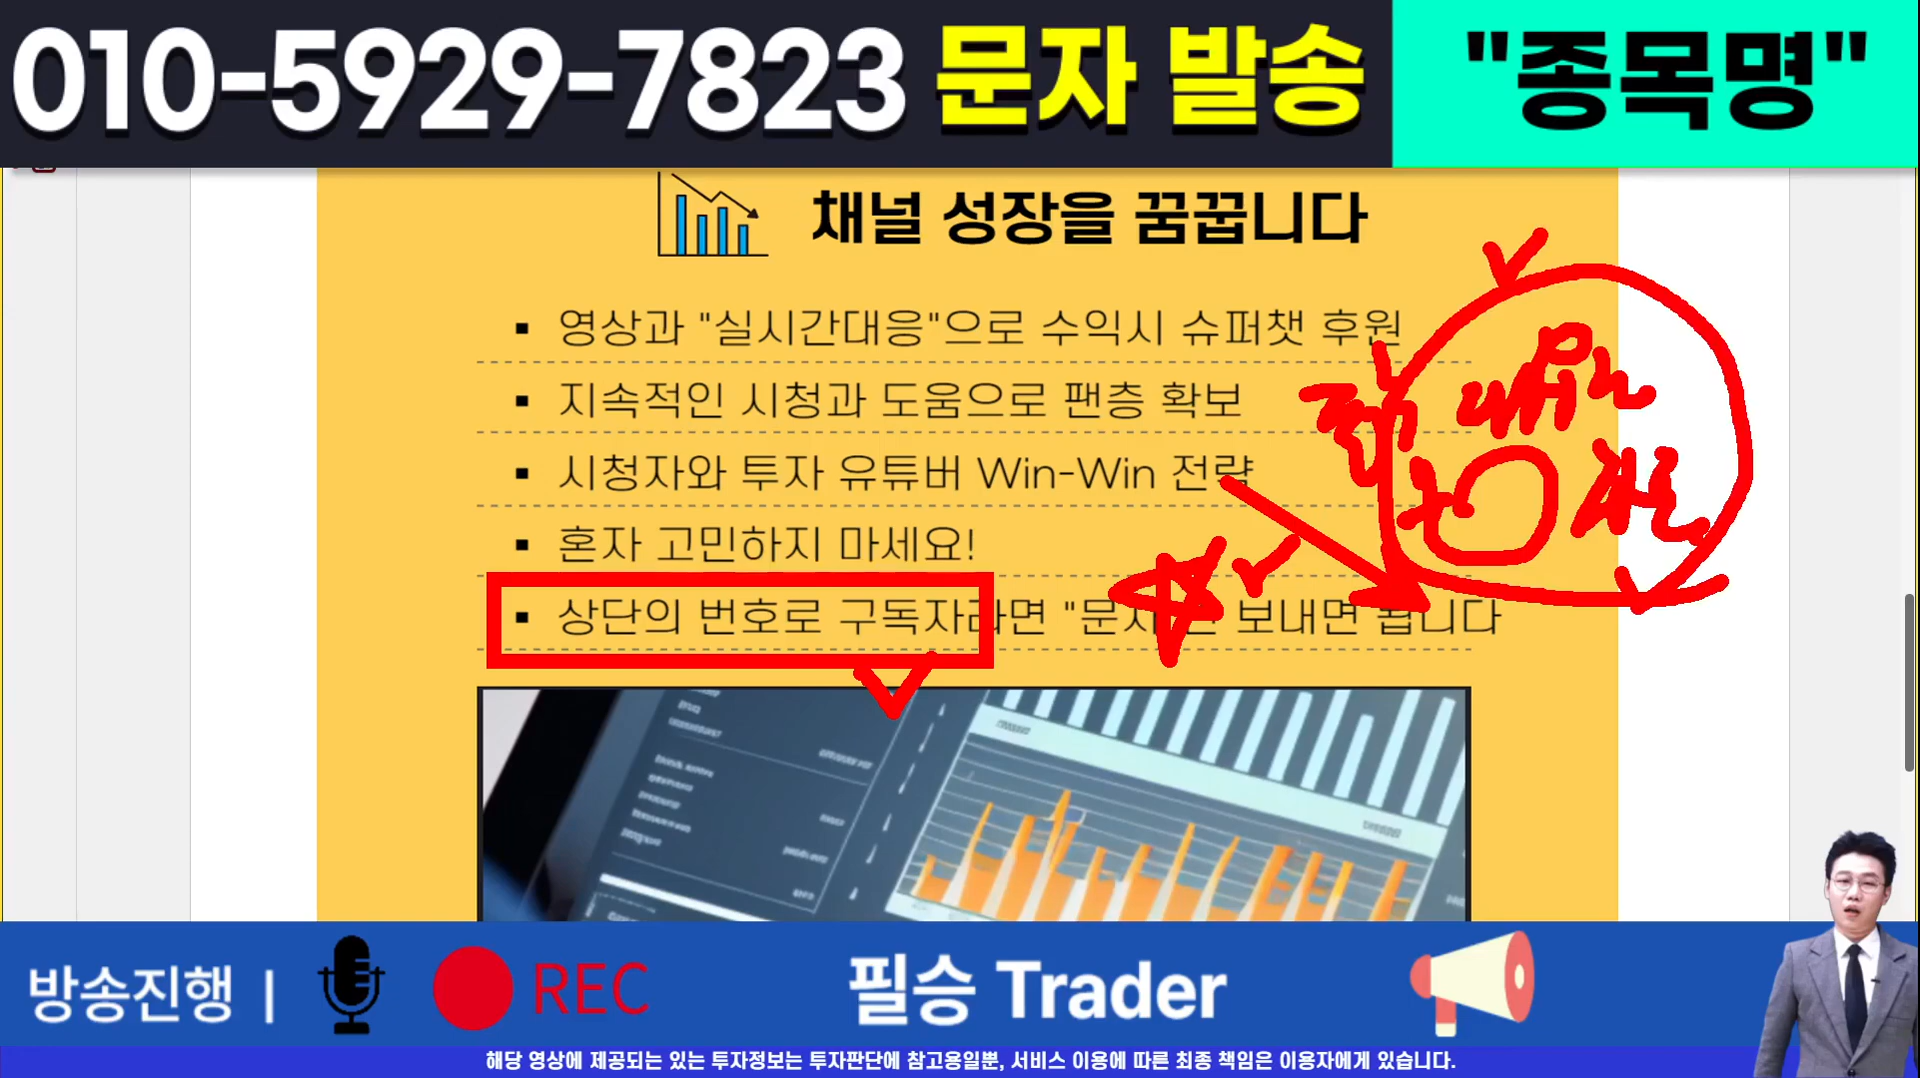 010-5929-7823 문자 발송 "종목명"
채널 성장을 꿈꿉니다
영상과 "실시간대응"으로 수익시 슈퍼챗 후원
지속적인 시청과 도움으로 팬층 확보
시청자와 투자 유튜버 Win-Win 전략
혼자 고민하지 마세요!
상단의 번호로 구독자라면 "문자 보내면 됩니다
방송진행 | REC 필승 Trader
해당 영상에 제공되는 있는 투자정보는 투자판단에 참고용일뿐, 서비스 이용에 따른 최종 책임은 이용자에게 있습니다.